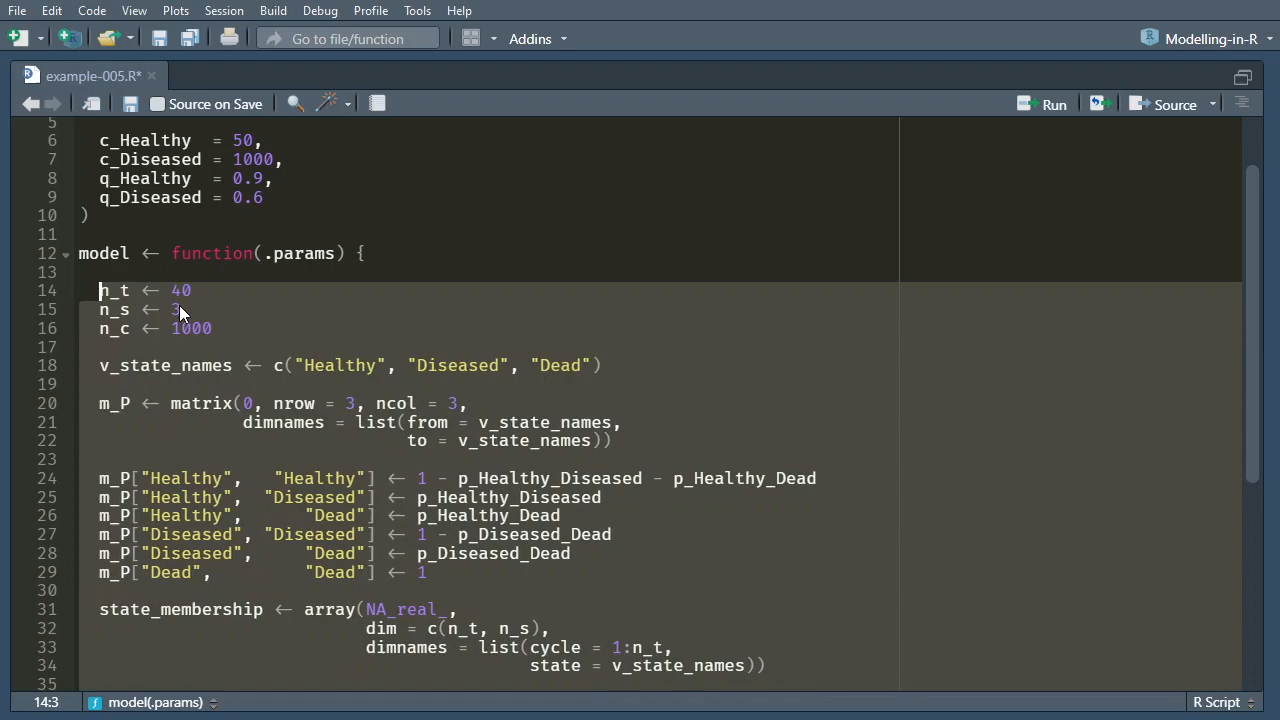 File Edit Code View Plots Session Build Debug Profile Tools Help
Go to file/function Addins Modelling-in-R
example-005.R*
Source on Save Run Source
5
6 c_Healthy = 50,
7 c_Diseased = 1000,
8 q_Healthy = 0.9,
9 q_Diseased = 0.6
10 )
11
12 model <- function(.params) {
13
14 n_t <- 40
15 n_s <- 3
16 n_c <- 1000
17
18 v_state_names <- c("Healthy", "Diseased", "Dead")
19
20 m_P <- matrix(0, nrow = 3, ncol = 3,
21 dimnames = list(from = v_state_names,
22 to = v_state_names))
23
24 m_P["Healthy", "Healthy"] <- 1 - p_Healthy_Diseased - p_Healthy_Dead
25 m_P["Healthy", "Diseased"] <- p_Healthy_Diseased
26 m_P["Healthy", "Dead"] <- p_Healthy_Dead
27 m_P["Diseased", "Diseased"] <- 1 - p_Diseased_Dead
28 m_P["Diseased", "Dead"] <- p_Diseased_Dead
29 m_P["Dead", "Dead"] <- 1
30
31 state_membership <- array(NA_real_,
32 dim = c(n_t, n_s),
33 dimnames = list(cycle = 1:n_t,
34 state = v_state_names))
35
14:3 model(.params) R Script